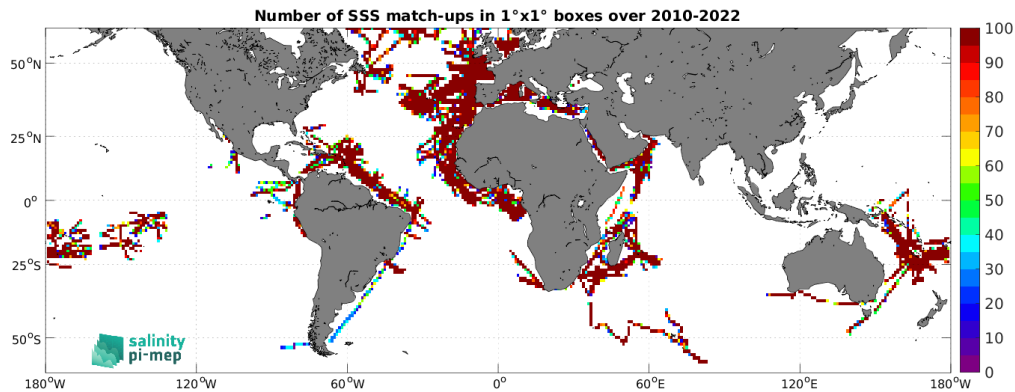 Number of SSS match-ups in 1°x1° boxes over 2010-2022
50°N
25°N
0°
25°S
50°S
180°W
120°W
60°W
0°
60°E
120°E
180°W
100
90
80
70
60
50
40
30
20
10
0
salinity
pi-mep